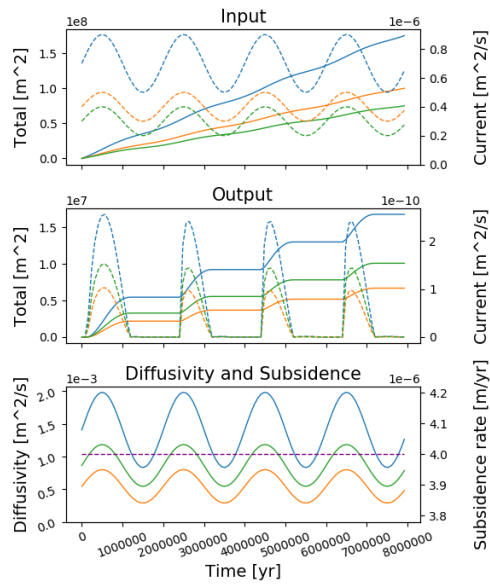 Input
1e8
1e−6
Total [m^2]
Current [m^2/s]
1.5
1.0
0.5
0.0
0.8
0.6
0.4
0.2
0.0
Output
1e7
1e−10
Total [m^2]
Current [m^2/s]
1.5
1.0
0.5
0.0
2
1
0
Diffusivity and Subsidence
1e−3
1e−6
Diffusivity [m^2/s]
Subsidence rate [m/yr]
2.0
1.5
1.0
0.5
0.0
4.2
4.1
4.0
3.9
3.8
0
1000000
2000000
3000000
4000000
5000000
6000000
7000000
8000000
Time [yr]